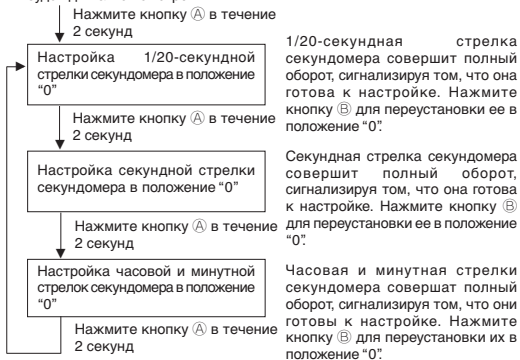 Нажмите кнопку Ⓐ в течение
2 секунд
Настройка 1/20-секундной
стрелки секундомера в положение
“0”
Нажмите кнопку Ⓐ в течение
2 секунд
Настройка секундной стрелки
секундомера в положение “0”
Нажмите кнопку Ⓐ в течение
2 секунд
Настройка часовой и минутной
стрелок секундомера в положение
“0”
Нажмите кнопку Ⓐ в течение
2 секунд
1/20-секундная стрелка
секундомера совершит полный
оборот, сигнализируя том, что она
готова к настройке. Нажмите
кнопку Ⓑ для переустановки ее в
положение “0”.
Секундная стрелка секундомера
совершит полный оборот,
сигнализируя том, что она готова
к настройке. Нажмите кнопку Ⓑ
для переустановки ее в положение
“0”.
Часовая и минутная стрелки
секундомера совершат полный
оборот, сигнализируя том, что они
готовы к настройке. Нажмите
кнопку Ⓑ для переустановки их в
положение “0”.